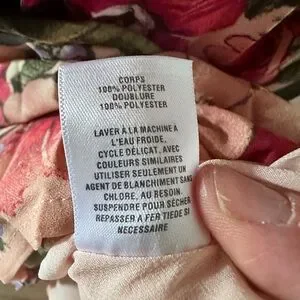 CORPS
100% POLYESTER
DOUBLURE
100% POLYESTER
LAVER À LA MACHINE À
L'EAU FROIDE,
CYCLE DÉLICAT, AVEC
COULEURS SIMILAIRES
UTILISER SEULEMENT UN
AGENT DE BLANCHIMENT SANS
CHLORE, AU BESOIN.
SUSPENDRE POUR SÉCHER
REPASSER A FER TIEDE SI
NECESSAIRE